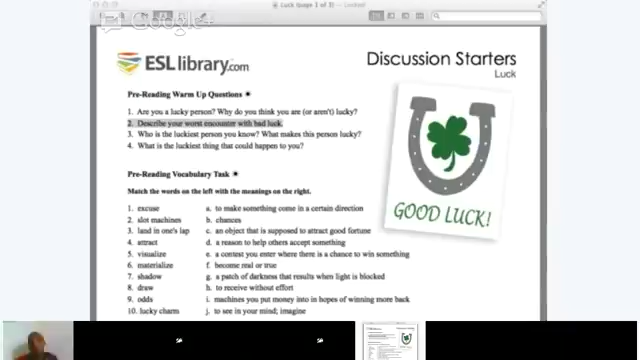 Luck (page 1 of 3)
Google+
ESLlibrary.com
Discussion Starters
Luck
Pre-Reading Warm Up Questions
1. Are you a lucky person? Why do you think you are (or aren't) lucky?
2. Describe your worst encounter with bad luck.
3. Who is the luckiest person you know? What makes this person lucky?
4. What is the luckiest thing that could happen to you?
GOOD LUCK!
Pre-Reading Vocabulary Task
Match the words on the left with the meanings on the right.
1. excuse a. to make something come in a certain direction
2. slot machines b. chances
3. land in one's lap c. an object that is supposed to attract good fortune
4. attract d. a reason to help others accept something
5. visualize e. a contest you enter where there is a chance to win something
6. materialize f. become real or true
7. shadow g. a patch of darkness that results when light is blocked
8. draw h. to receive without effort
9. odds i. machines you put money into in hopes of winning more back
10. lucky charm j. to see in your mind; imagine